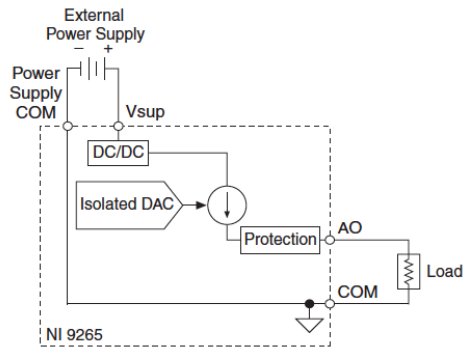 External
Power Supply
– +
Power
Supply
COM
Vsup
DC/DC
Isolated DAC
Protection
AO
Load
COM
NI 9265